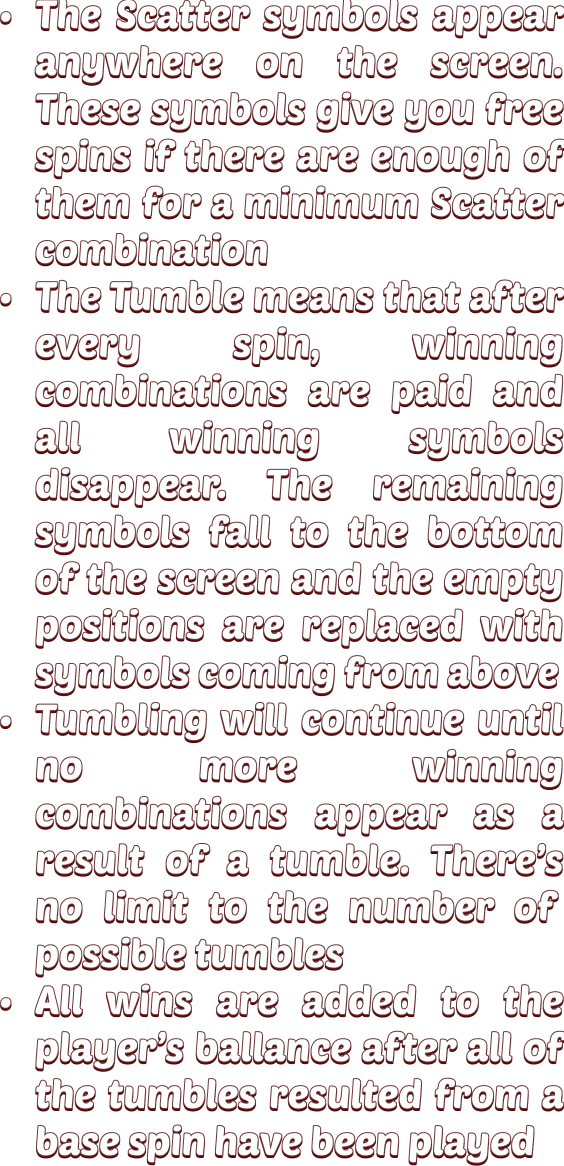 • The Scatter symbols appear
anywhere on the screen.
These symbols give you free
spins if there are enough of
them for a minimum Scatter
combination
• The Tumble means that after
every spin, winning
combinations are paid and
all winning symbols
disappear. The remaining
symbols fall to the bottom
of the screen and the empty
positions are replaced with
symbols coming from above
• Tumbling will continue until
no more winning
combinations appear as a
result of a tumble. There’s
no limit to the number of
possible tumbles
• All wins are added to the
player’s ballance after all of
the tumbles resulted from a
base spin have been played